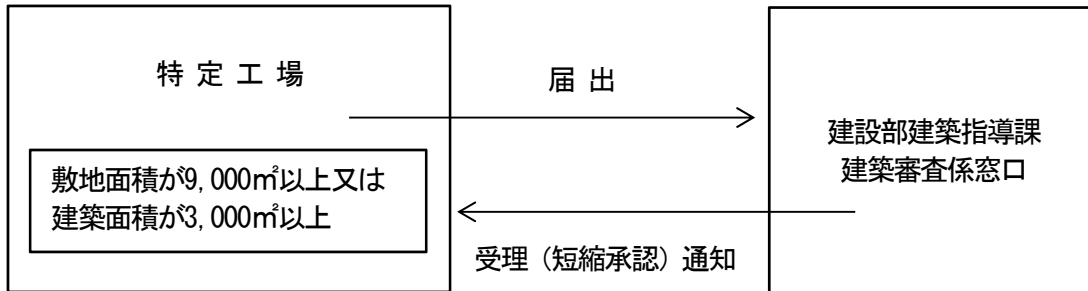 特定工場
届出
建設部建築指導課
建築審査係窓口
敷地面積が9,000㎡以上又は
建築面積が3,000㎡以上
受理（短縮承認）通知